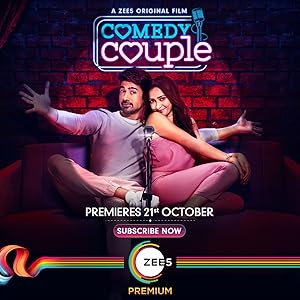 A ZEE5 ORIGINAL FILM
COMEDY
couple
PREMIERES 21st OCTOBER
SUBSCRIBE NOW
ZEE5
PREMIUM